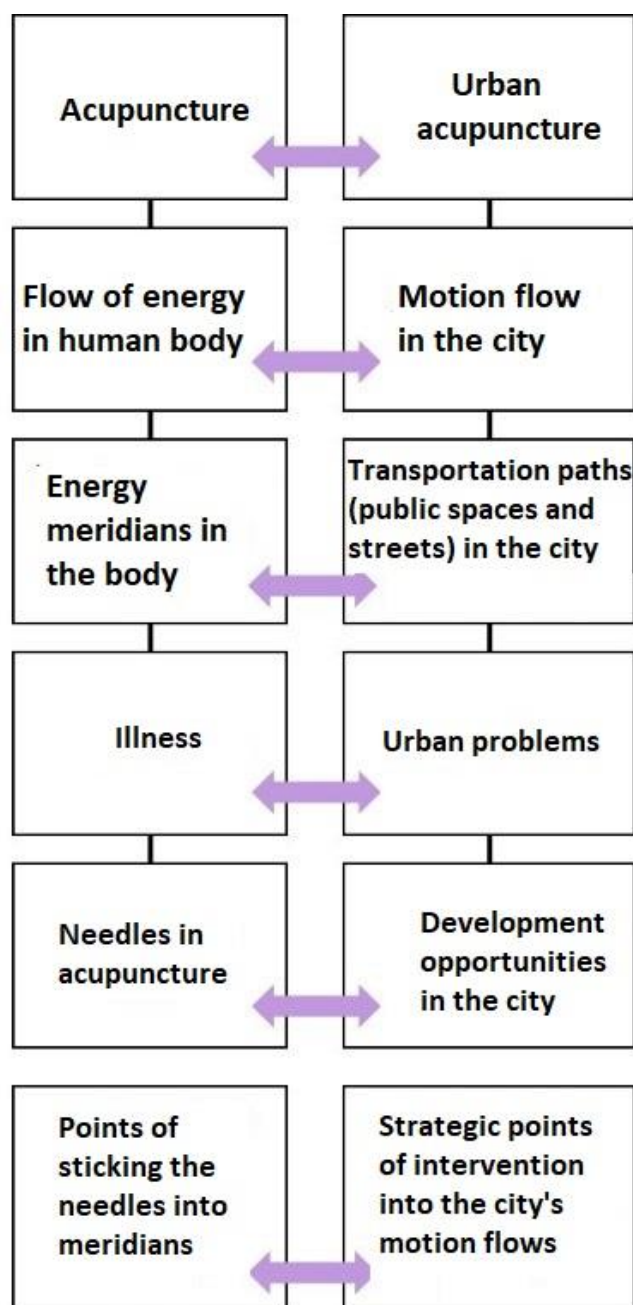 Acupuncture
Urban
acupuncture
Flow of energy
in human body
Motion flow
in the city
Energy
meridians in
the body
Transportation paths
(public spaces and
streets) in the city
Illness
Urban problems
Needles in
acupuncture
Development
opportunities
in the city
Points of
sticking the
needles into
meridians
Strategic points
of intervention
into the city's
motion flows